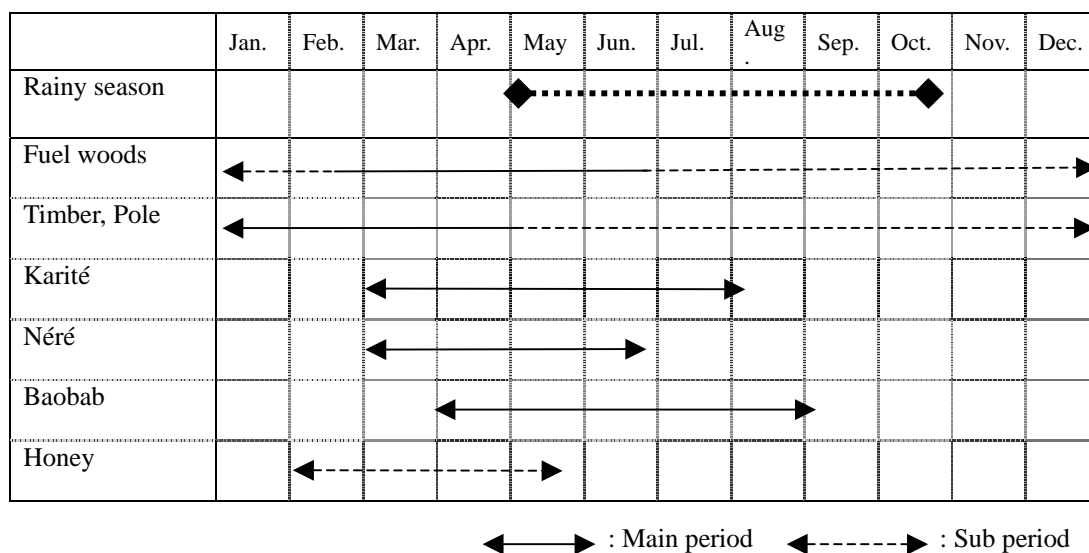 Jan. Feb. Mar. Apr. May Jun. Jul. Aug Sep. Oct. Nov. Dec.
.
Rainy season
Fuel woods
Timber, Pole
Karité
Néré
Baobab
Honey
: Main period : Sub period